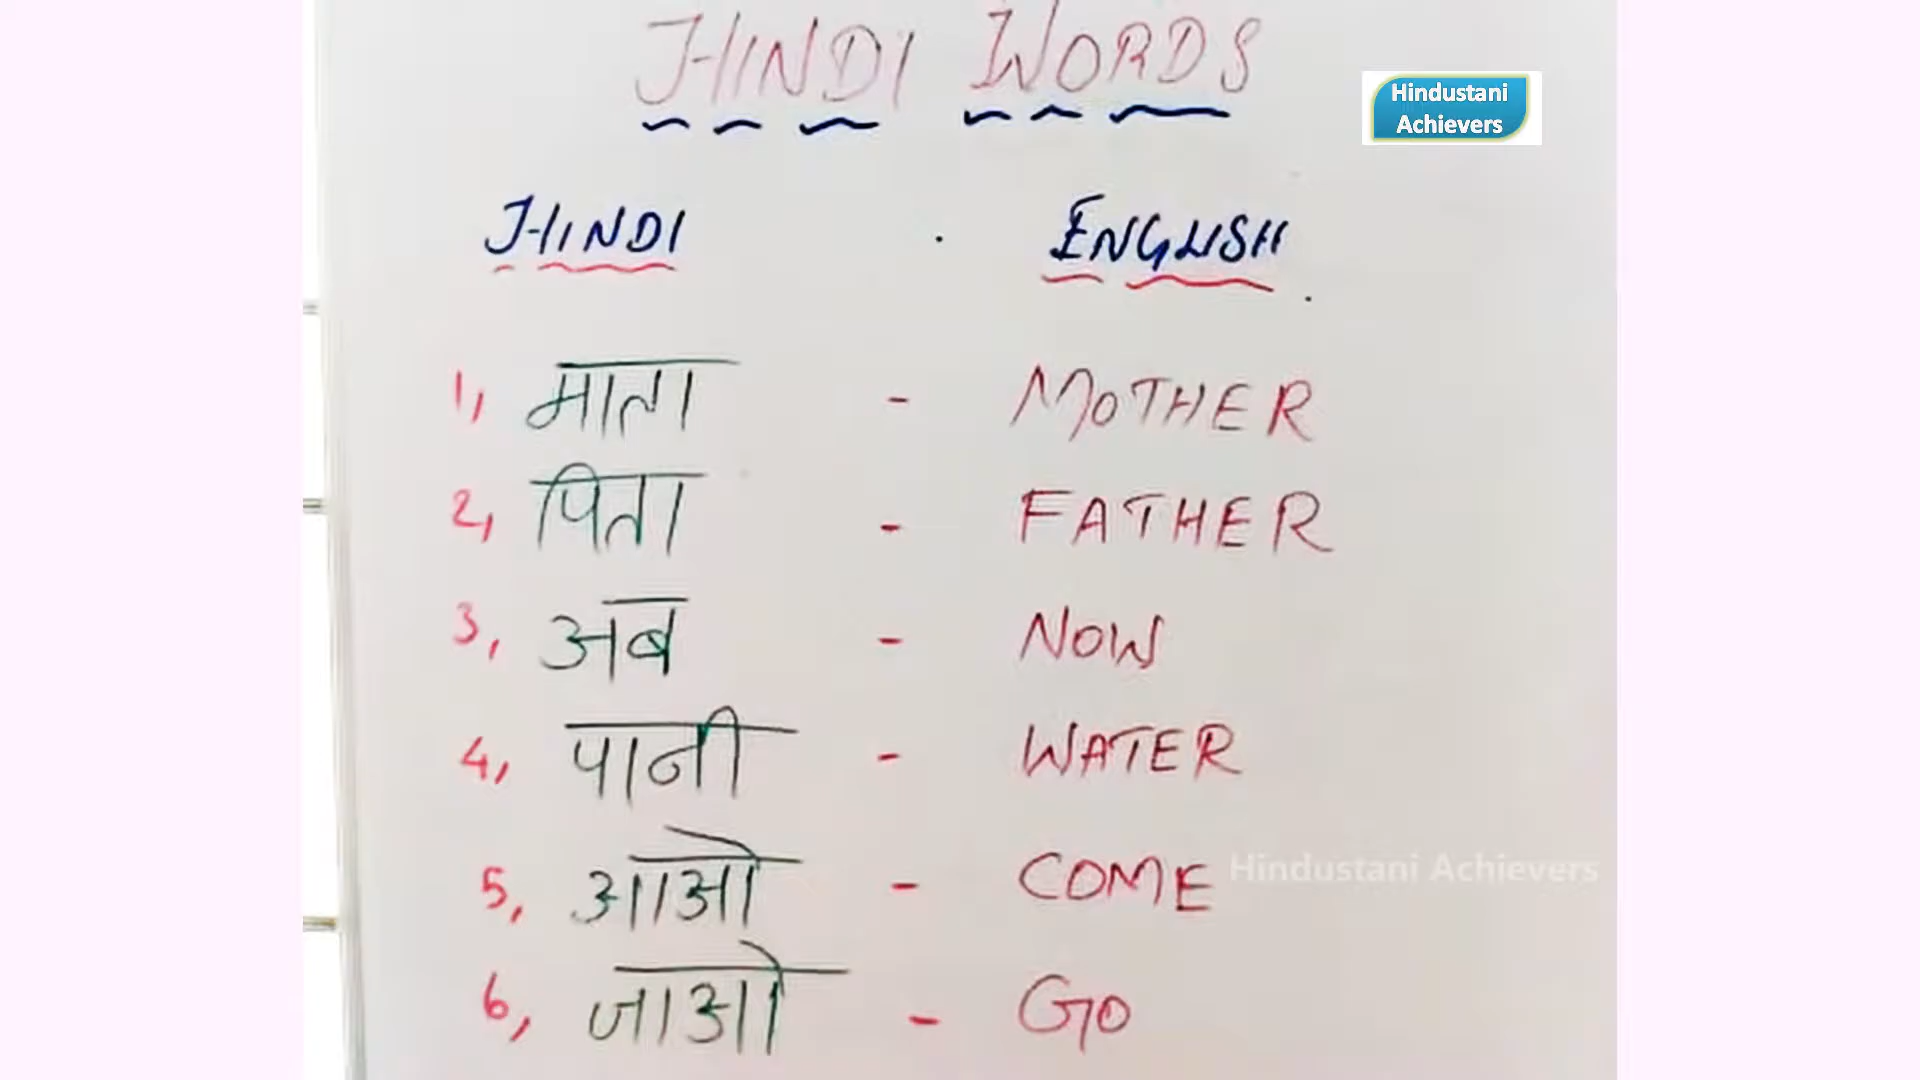 HINDI WORDS
Hindustani
Achievers
HINDI ENGLISH
1, माता - MOTHER
2, पिता - FATHER
3, अब - NOW
4, पानी - WATER
5, आओ - COME
Hindustani Achievers
6, जाओ - GO